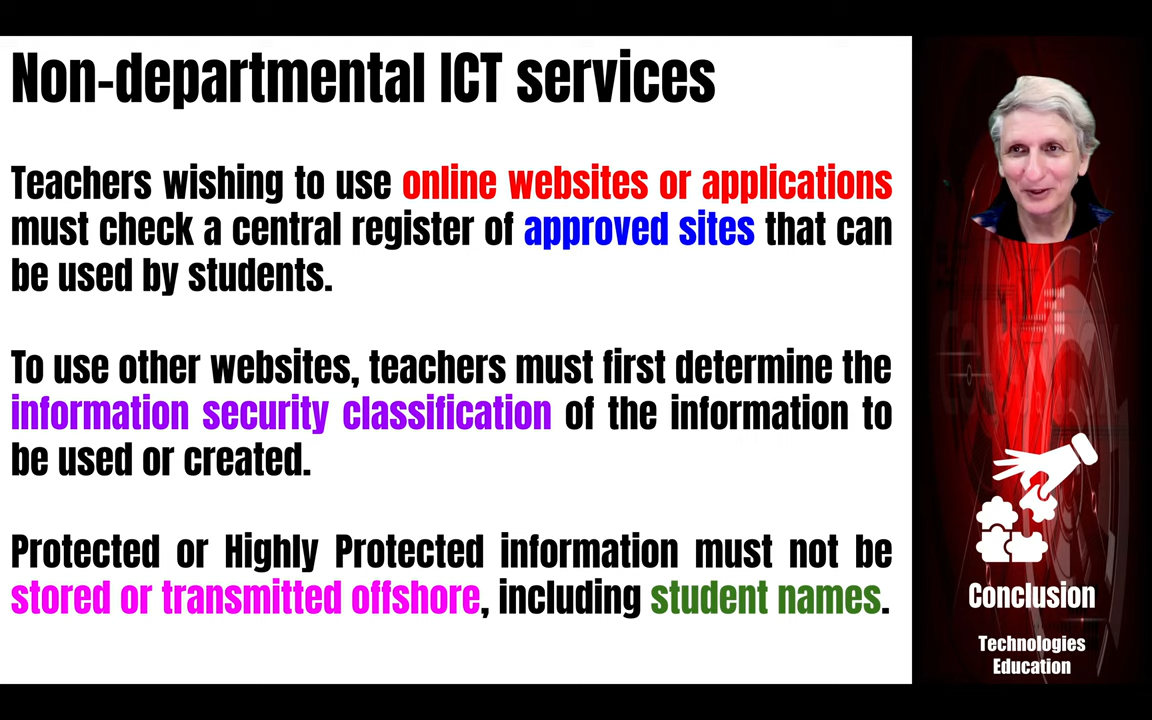 Non-departmental ICT services
Teachers wishing to use online websites or applications
must check a central register of approved sites that can
be used by students.
To use other websites, teachers must first determine the
information security classification of the information to
be used or created.
Protected or Highly Protected information must not be
stored or transmitted offshore, including student names.
Conclusion
Technologies
Education